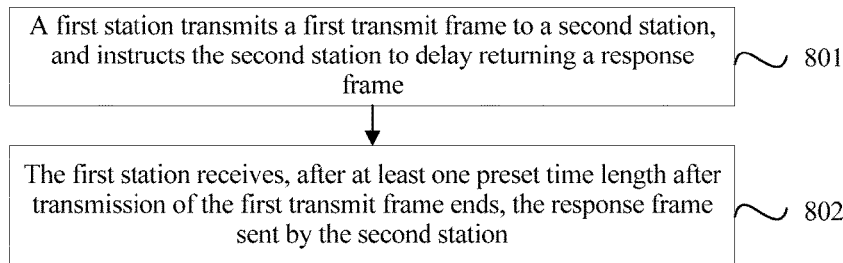 A first station transmits a first transmit frame to a second station,
and instructs the second station to delay returning a response
frame
801
The first station receives, after at least one preset time length after
transmission of the first transmit frame ends, the response frame
sent by the second station
802